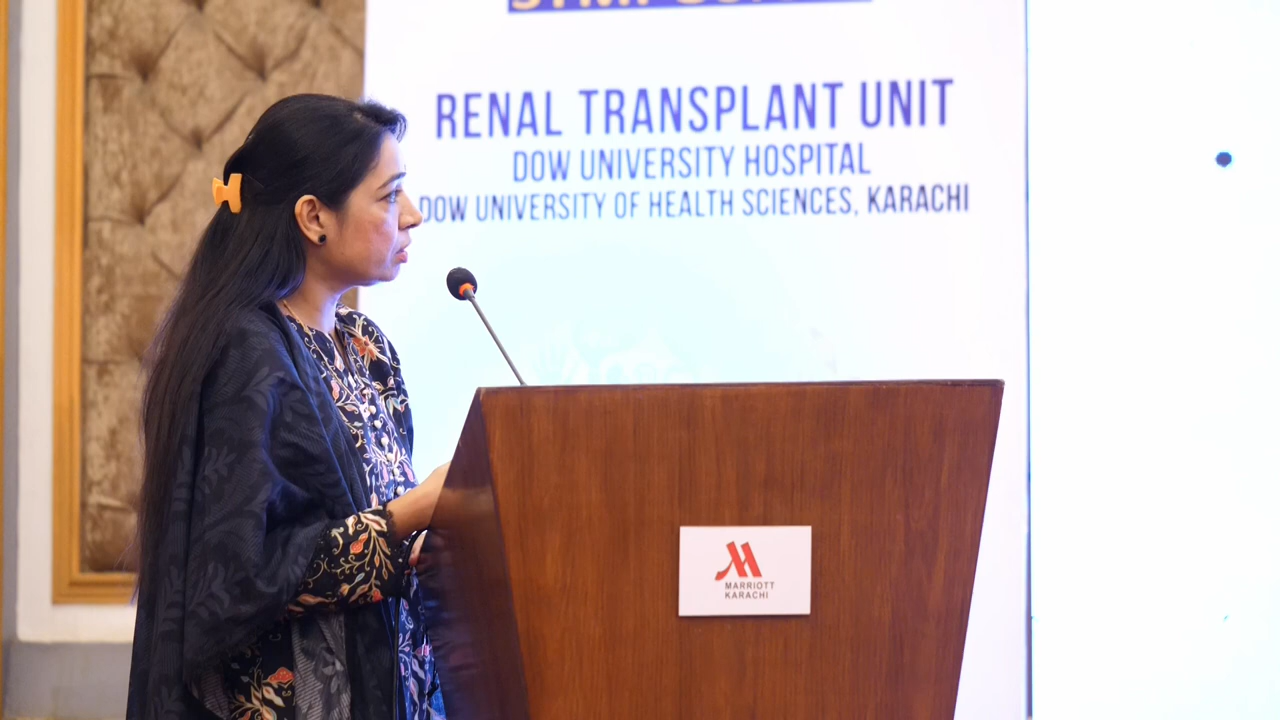 RENAL TRANSPLANT UNIT
DOW UNIVERSITY HOSPITAL
DOW UNIVERSITY OF HEALTH SCIENCES, KARACHI
MARRIOTT
KARACHI